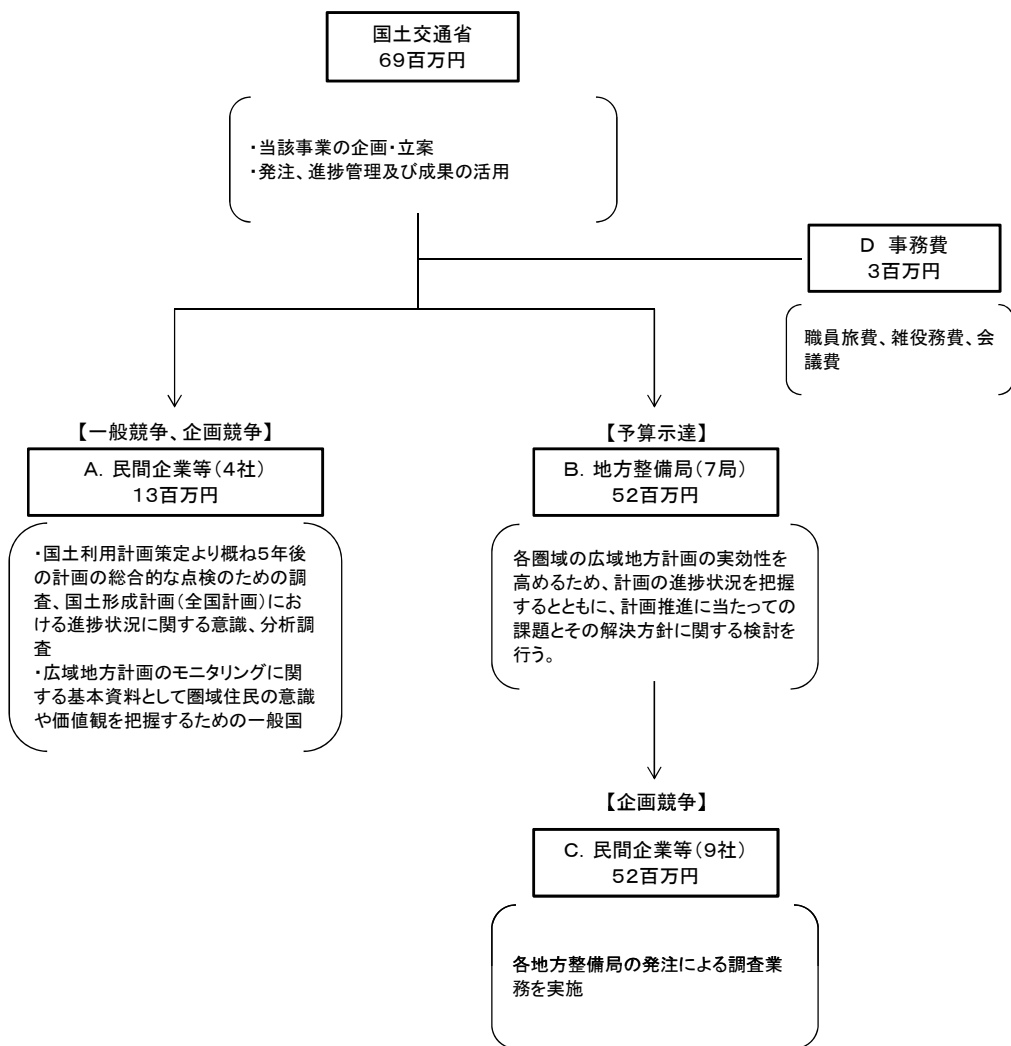 国土交通省
69百万円
・当該事業の企画・立案
・発注、進捗管理及び成果の活用
D 事務費
3百万円
職員旅費、雑役務費、会
議費
【一般競争、企画競争】
A．民間企業等（4社）
13百万円
・国土利用計画策定より概ね５年後
の計画の総合的な点検のための調
査、国土形成計画（全国計画）にお
ける進捗状況に関する意識、分析調
査
・広域地方計画のモニタリングに関
する基本資料として圏域住民の意識
や価値観を把握するための一般国
【予算示達】
B．地方整備局（7局）
52百万円
各圏域の広域地方計画の実効性を
高めるため、計画の進捗状況を把握
するとともに、計画推進に当たっての
課題とその解決方針に関する検討を
行う。
【企画競争】
C．民間企業等（9社）
52百万円
各地方整備局の発注による調査業
務を実施